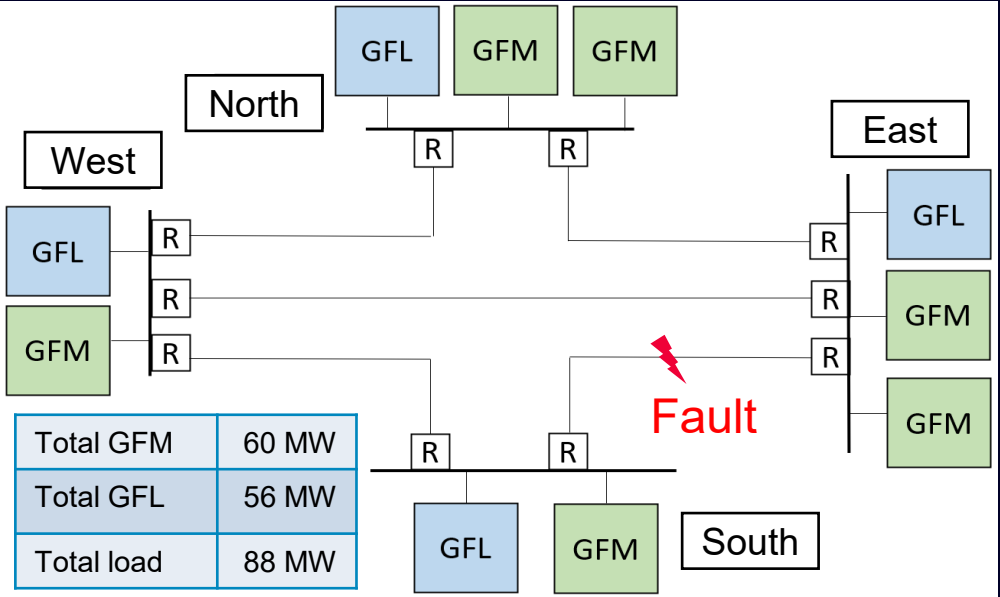 GFL
GFM
GFM
North
R
R
East
West
GFL
R
R
GFL
R
R
GFM
GFM
R
R
Fault
GFM
Total GFM 60 MW
R
R
Total GFL 56 MW
South
GFL
GFM
Total load 88 MW